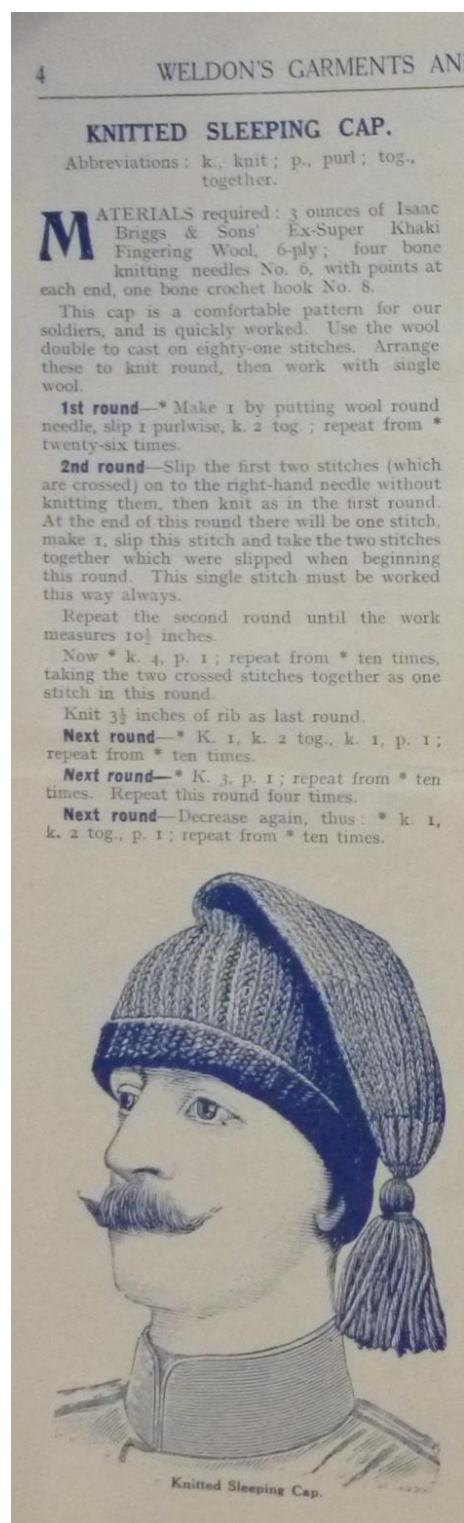 4 WELDON'S GARMENTS AN
KNITTED SLEEPING CAP.
Abbreviations : k., knit ; p., purl ; tog.,
together.
MATERIALS required : 3 ounces of Isaac
Briggs & Sons' Ex-Super Khaki
Fingering Wool, 6-ply ; four bone
knitting needles No. 6, with points at
each end, one bone crochet hook No. 8.
This cap is a comfortable pattern for our
soldiers, and is quickly worked. Use the wool
double to cast on eighty-one stitches. Arrange
these to knit round, then work with single
wool.
1st round—* Make 1 by putting wool round
needle, slip 1 purlwise, k. 2 tog. ; repeat from *
twenty-six times.
2nd round—Slip the first two stitches (which
are crossed) on to the right-hand needle without
knitting them, then knit as in the first round.
At the end of this round there will be one stitch,
make 1, slip this stitch and take the two stitches
together which were slipped when beginning
this round. This single stitch must be worked
this way always.
Repeat the second round until the work
measures 10½ inches.
Now * k. 4, p. 1 ; repeat from * ten times,
taking the two crossed stitches together as one
stitch in this round.
Knit 3½ inches of rib as last round.
Next round—* K. 1, k. 2 tog., k. 1, p. 1 ;
repeat from * ten times.
Next round—* K. 3, p. 1 ; repeat from * ten
times. Repeat this round four times.
Next round—Decrease again, thus : * k. 1,
k. 2 tog., p. 1 ; repeat from * ten times.
Knitted Sleeping Cap.